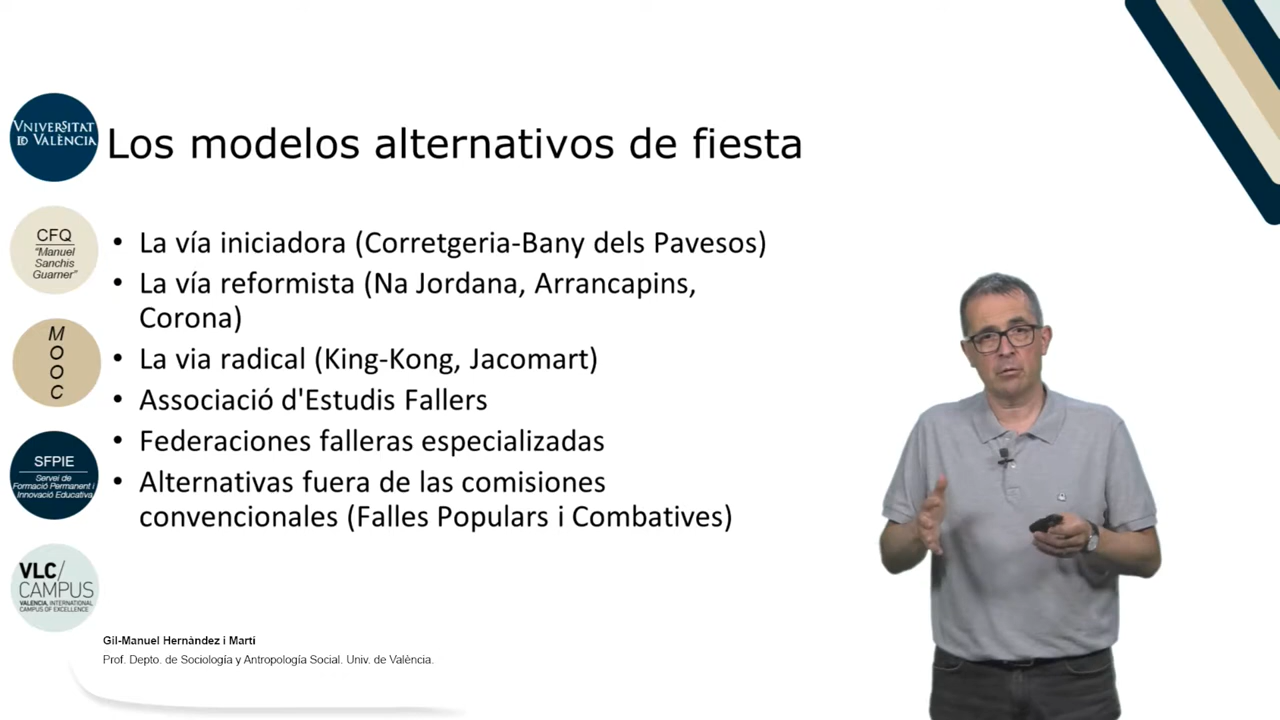 VNIVERSITAT
ID VALÈNCIA
Los modelos alternativos de fiesta
CFQ
"Manuel
Sanchis
Guarner"
M
O
O
C
SFPIE
Servei de
Formació Permanent i
Innovació Educativa
VLC/
CAMPUS
VALENCIA, INTERNATIONAL
CAMPUS OF EXCELLENCE
• La vía iniciadora (Corretgeria-Bany dels Pavesos)
• La vía reformista (Na Jordana, Arrancapins,
Corona)
• La via radical (King-Kong, Jacomart)
• Associació d'Estudis Fallers
• Federaciones falleras especializadas
• Alternativas fuera de las comisiones
convencionales (Falles Populars i Combatives)
Gil-Manuel Hernàndez i Martí
Prof. Depto. de Sociología y Antropología Social. Univ. de València.